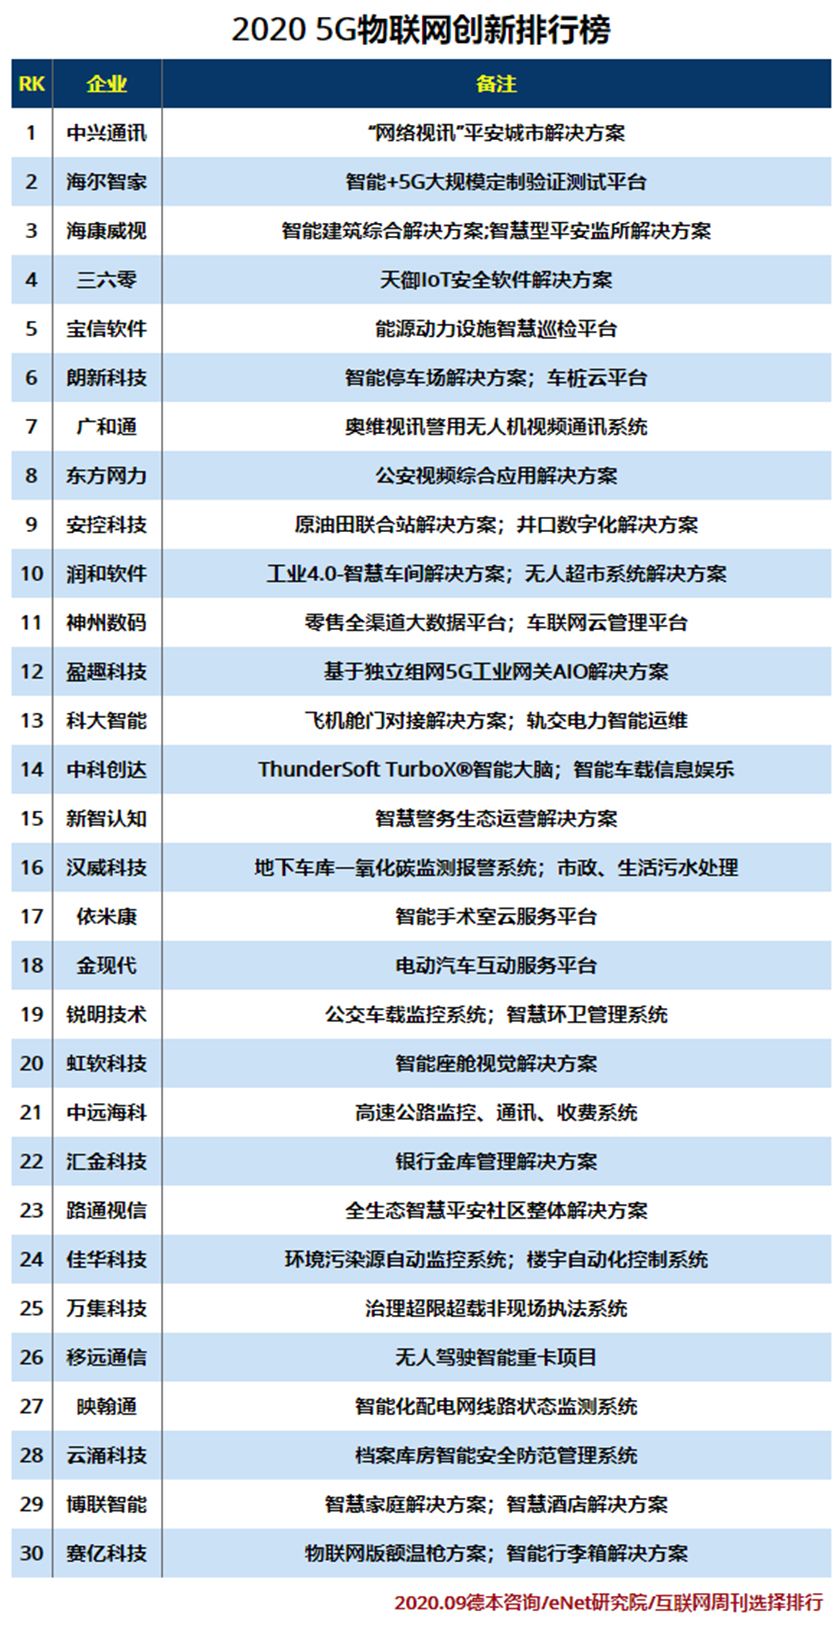 2020 5G物联网创新排行榜
RK 企业 备注
1 中兴通讯 “网络视讯”平安城市解决方案
2 海尔智家 智能+5G大规模定制验证测试平台
3 海康威视 智能建筑综合解决方案;智慧型平安监所解决方案
4 三六零 天御IoT安全软件解决方案
5 宝信软件 能源动力设施智慧巡检平台
6 朗新科技 智能停车场解决方案；车桩云平台
7 广和通 奥维视讯警用无人机视频通讯系统
8 东方网力 公安视频综合应用解决方案
9 安控科技 原油田联合站解决方案；井口数字化解决方案
10 润和软件 工业4.0-智慧车间解决方案；无人超市系统解决方案
11 神州数码 零售全渠道大数据平台；车联网云管理平台
12 盈趣科技 基于独立组网5G工业网关AIO解决方案
13 科大智能 飞机舱门对接解决方案；轨交电力智能运维
14 中科创达 ThunderSoft TurboX®智能大脑；智能车载信息娱乐
15 新智认知 智慧警务生态运营解决方案
16 汉威科技 地下车库一氧化碳监测报警系统；市政、生活污水处理
17 依米康 智能手术室云服务平台
18 金现代 电动汽车互动服务平台
19 锐明技术 公交车载监控系统；智慧环卫管理系统
20 虹软科技 智能座舱视觉解决方案
21 中远海科 高速公路监控、通讯、收费系统
22 汇金科技 银行金库管理解决方案
23 路通视信 全生态智慧平安社区整体解决方案
24 佳华科技 环境污染源自动监控系统；楼宇自动化控制系统
25 万集科技 治理超限超载非现场执法系统
26 移远通信 无人驾驶智能重卡项目
27 映翰通 智能化配电网线路状态监测系统
28 云涌科技 档案库房智能安全防范管理系统
29 博联智能 智慧家庭解决方案；智慧酒店解决方案
30 赛亿科技 物联网版额温枪方案；智能行李箱解决方案
2020.09德本咨询/eNet研究院/互联网周刊选择排行